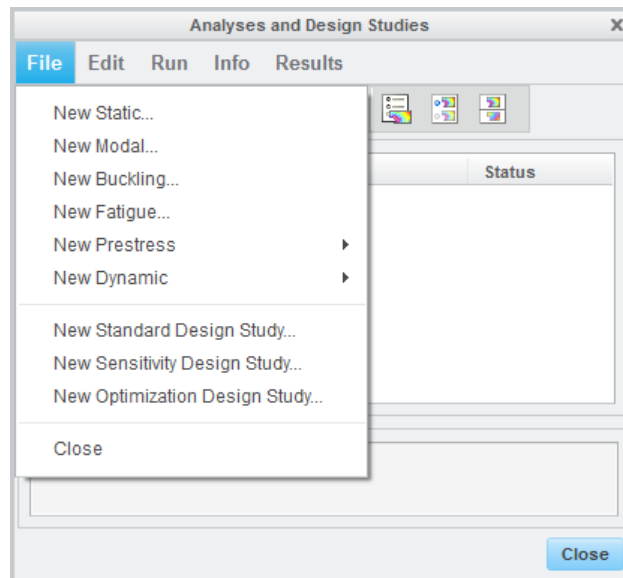 Analyses and Design Studies x
File Edit Run Info Results
New Static...
New Modal...
Status
New Buckling...
New Fatigue...
New Prestress
New Dynamic
New Standard Design Study...
New Sensitivity Design Study...
New Optimization Design Study...
Close
Close